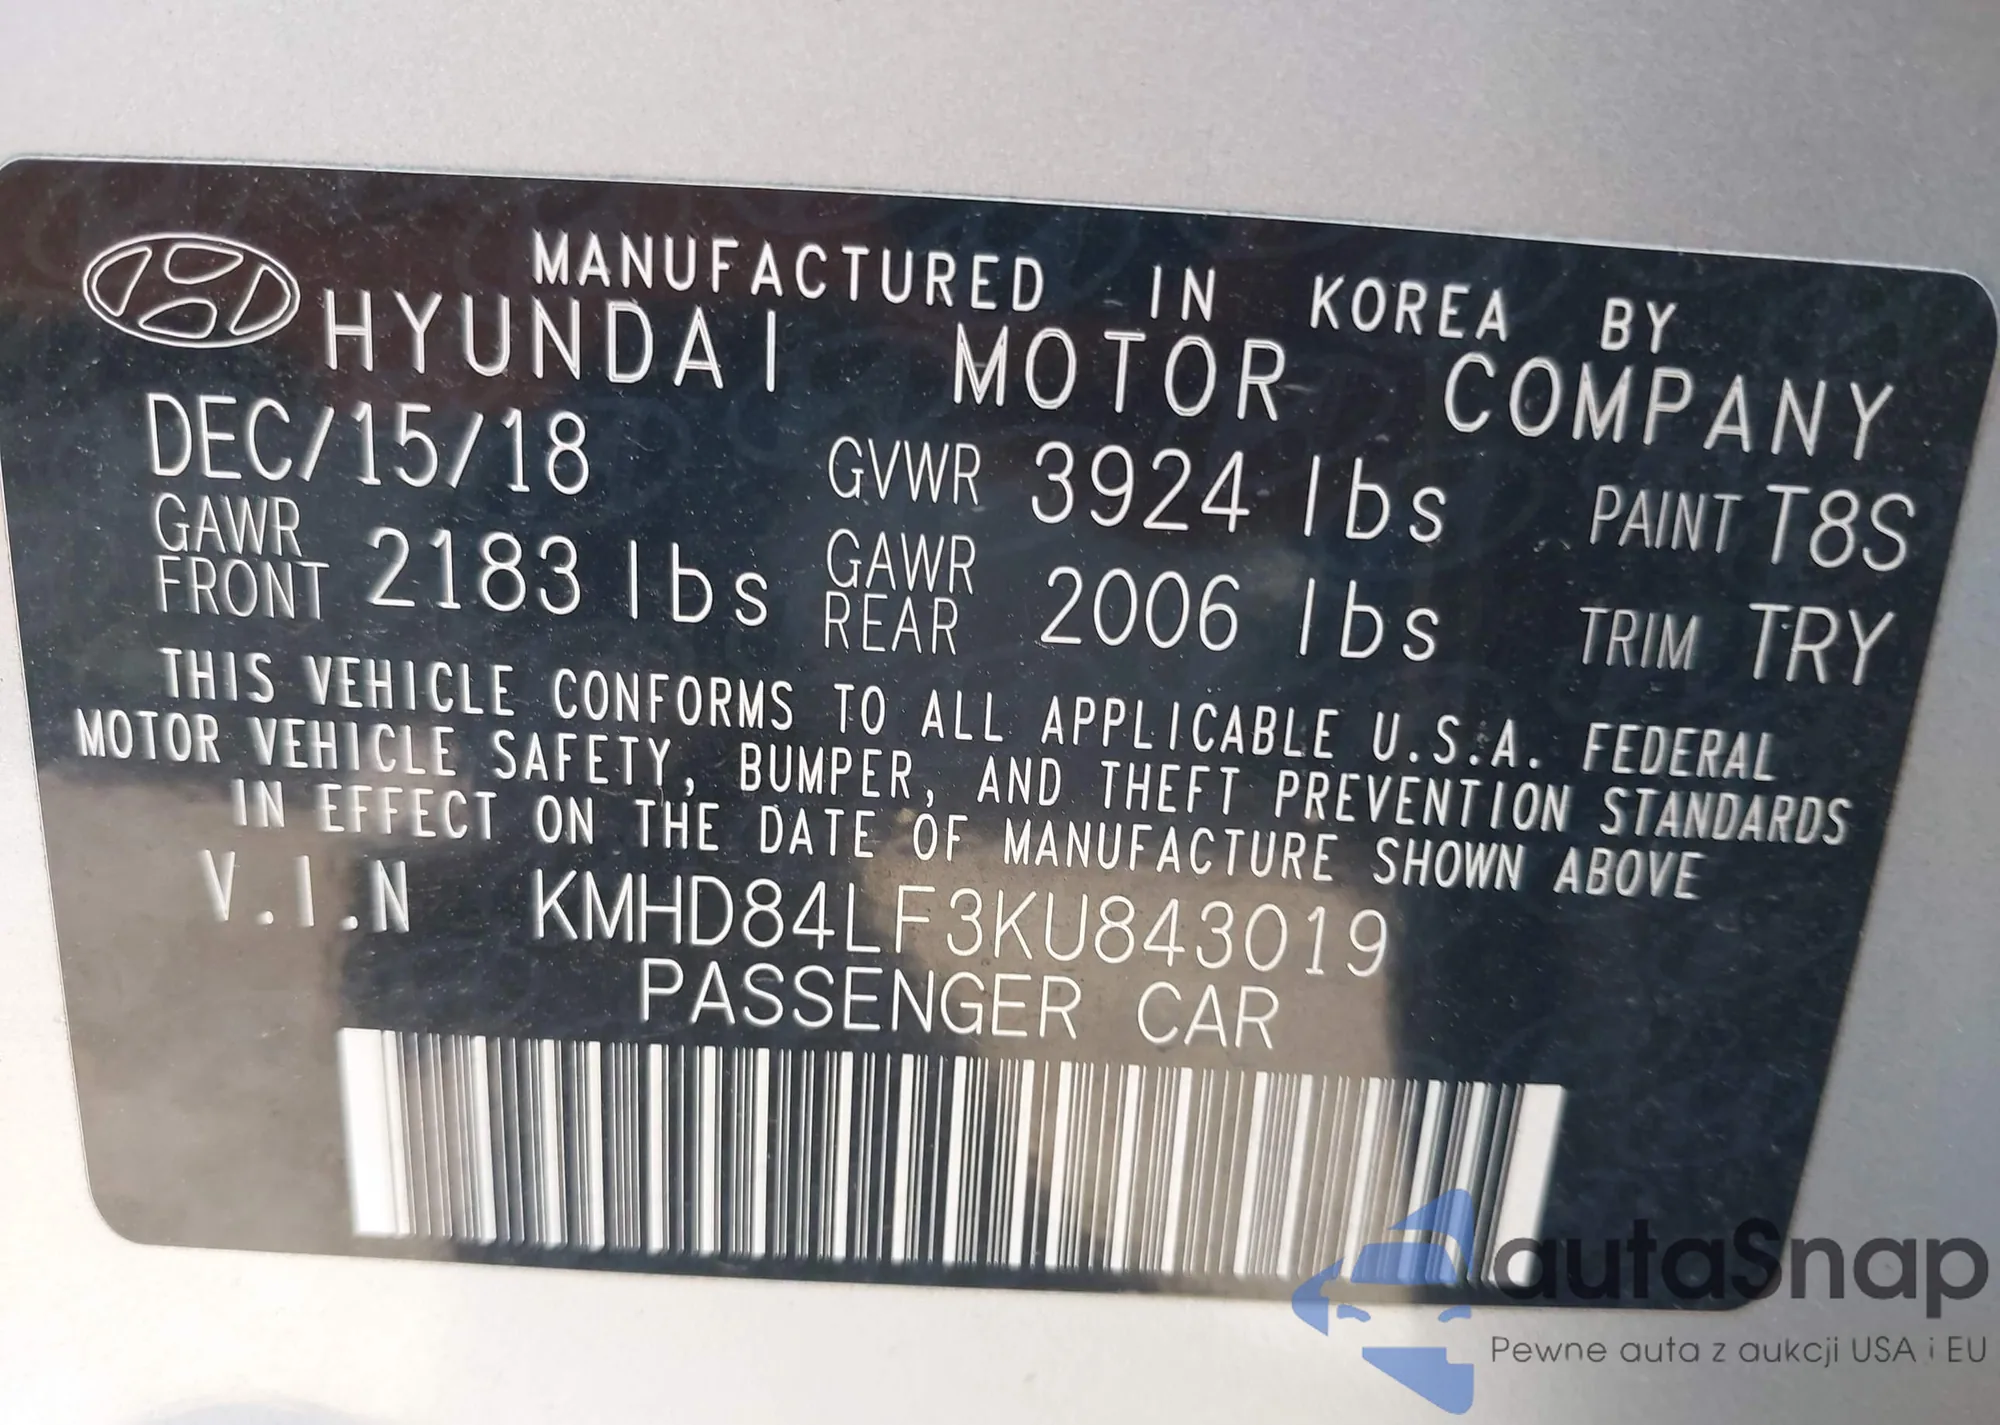 MANUFACTURED IN KOREA BY
HYUNDAI MOTOR COMPANY
DEC/15/18 GVWR 3924 lbs PAINT T8S
GAWR FRONT 2183 lbs GAWR REAR 2006 lbs TRIM TRY
THIS VEHICLE CONFORMS TO ALL APPLICABLE U.S.A. FEDERAL
MOTOR VEHICLE SAFETY, BUMPER, AND THEFT PREVENTION STANDARDS
IN EFFECT ON THE DATE OF MANUFACTURE SHOWN ABOVE
V.I.N KMHD84LF3KU843019
PASSENGER CAR
autaSnap
Pewne auta z aukcji USA i EU